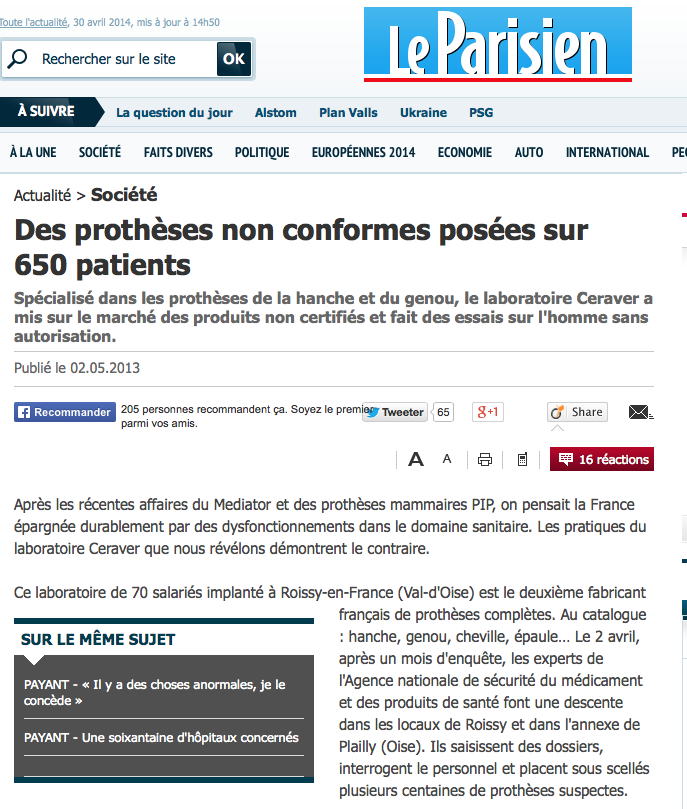 Toute l'actualité, 30 avril 2014, mis à jour à 14h50
Rechercher sur le site
OK
Le Parisien
À SUIVRE
La question du jour
Alstom
Plan Valls
Ukraine
PSG
À LA UNE
SOCIÉTÉ
FAITS DIVERS
POLITIQUE
EUROPÉENNES 2014
ECONOMIE
AUTO
INTERNATIONAL
Actualité > Société
Des prothèses non conformes posées sur
650 patients
Spécialisé dans les prothèses de la hanche et du genou, le laboratoire Ceraver a
mis sur le marché des produits non certifiés et fait des essais sur l'homme sans
autorisation.
Publié le 02.05.2013
Recommander
205 personnes recommandent ça. Soyez le premier
parmi vos amis.
Tweeter
65
g+1
Share
A
A
16 réactions
Après les récentes affaires du Mediator et des prothèses mammaires PIP, on pensait la France
épargnée durablement par des dysfonctionnements dans le domaine sanitaire. Les pratiques du
laboratoire Ceraver que nous révélons démontrent le contraire.
Ce laboratoire de 70 salariés implanté à Roissy-en-France (Val-d'Oise) est le deuxième fabricant
français de prothèses complètes. Au catalogue
: hanche, genou, cheville, épaule... Le 2 avril,
après un mois d'enquête, les experts de
l'Agence nationale de sécurité du médicament
et des produits de santé font une descente
dans les locaux de Roissy et dans l'annexe de
Plailly (Oise). Ils saisissent des dossiers,
interrogent le personnel et placent sous scellés
plusieurs centaines de prothèses suspectes.
SUR LE MÊME SUJET
PAYANT - « Il y a des choses anormales, je le
concède »
PAYANT - Une soixantaine d'hôpitaux concernés